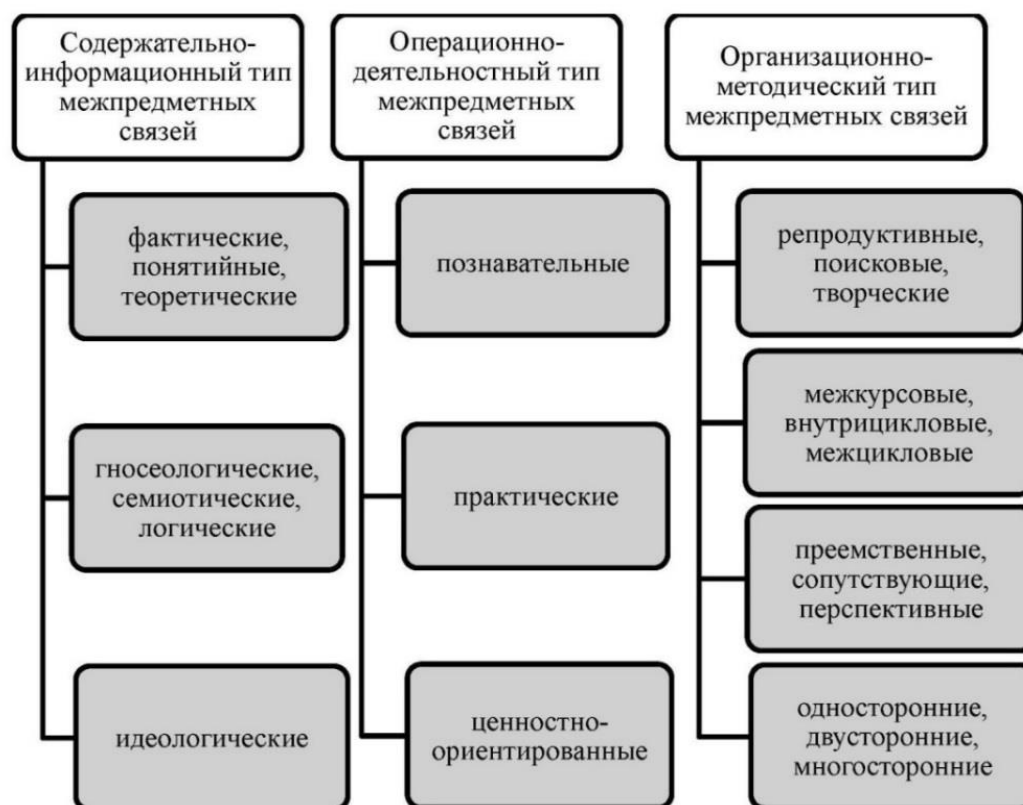 Содержательно-
информационный тип
межпредметных
связей
фактические,
понятийные,
теоретические
гносеологические,
семиотические,
логические
идеологические
Операционно-
деятельностный тип
межпредметных
связей
познавательные
практические
ценностно-
ориентированные
Организационно-
методический тип
межпредметных связей
репродуктивные,
поисковые,
творческие
межкурсовые,
внутрицикловые,
межцикловые
преемственные,
сопутствующие,
перспективные
односторонние,
двусторонние,
многосторонние